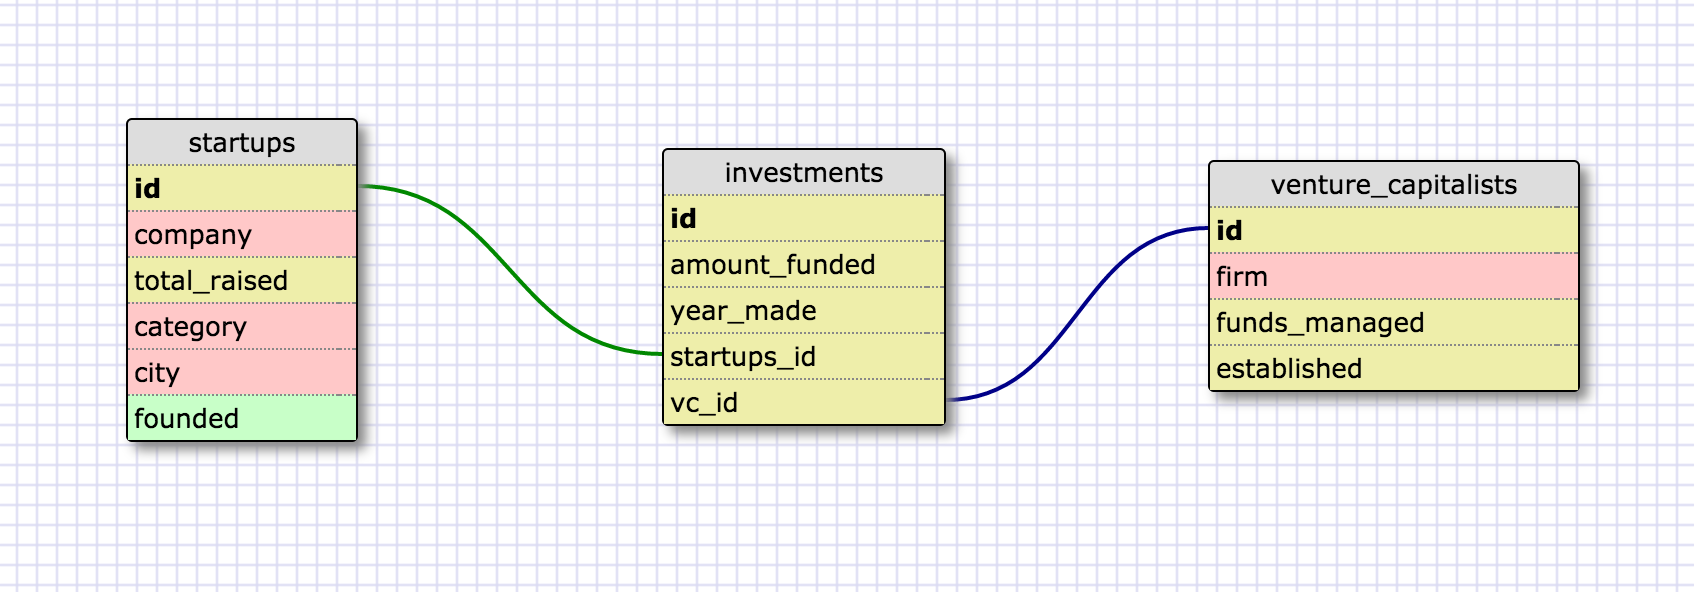 startups
id
company
total_raised
category
city
founded
investments
id
amount_funded
year_made
startups_id
vc_id
venture_capitalists
id
firm
funds_managed
established